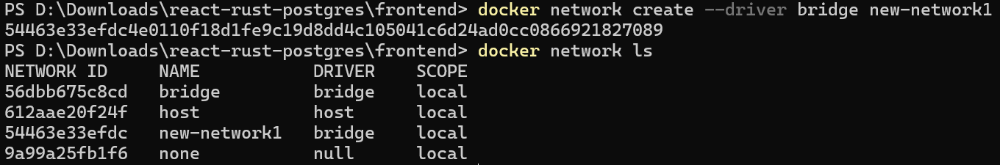 PS D:\Downloads\react-rust-postgres\frontend> docker network create --driver bridge new-network1
54463e33efdc4e0110f18d1fe9c19d8dd4c105041c6d24ad0cc0866921827089
PS D:\Downloads\react-rust-postgres\frontend> docker network ls
NETWORK ID     NAME           DRIVER    SCOPE
56dbb675c8cd   bridge         bridge    local
612aae20f24f   host           host      local
54463e33efdc   new-network1   bridge    local
9a99a25fb1f6   none           null      local